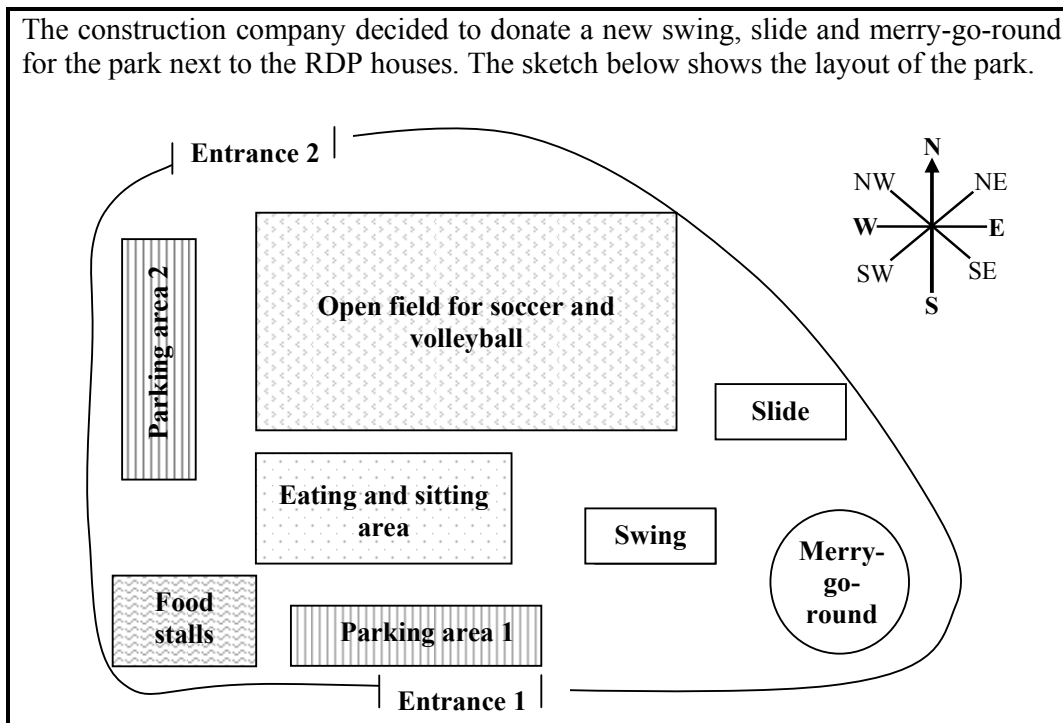 The construction company decided to donate a new swing, slide and merry-go-round
for the park next to the RDP houses. The sketch below shows the layout of the park.
Entrance 2
N
NW
NE
W
E
SW
SE
S
Parking area 2
Open field for soccer and
volleyball
Slide
Eating and sitting
area
Swing
Merry-
go-
round
Food
stalls
Parking area 1
Entrance 1